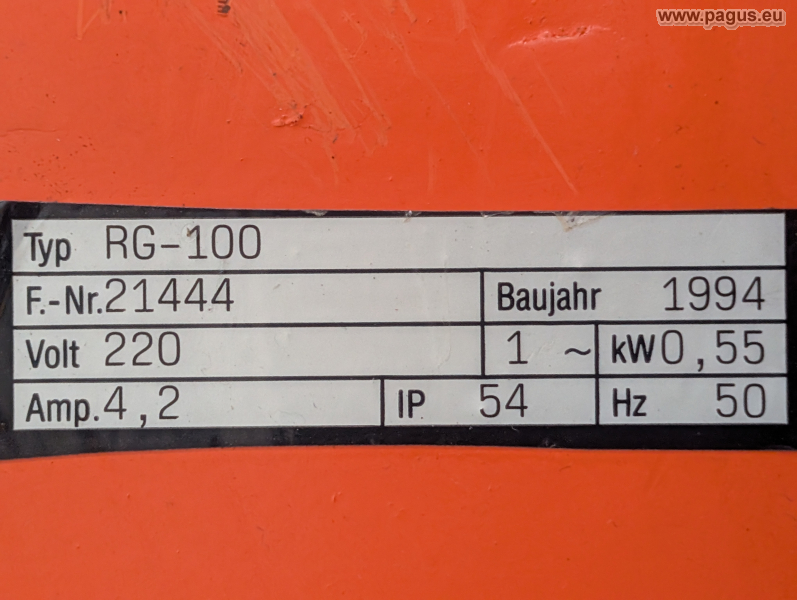 www.pagus.eu
Typ RG-100
F.-Nr.21444 Baujahr 1994
Volt 220 1 ~ kW0,55
Amp.4,2 IP 54 Hz 50